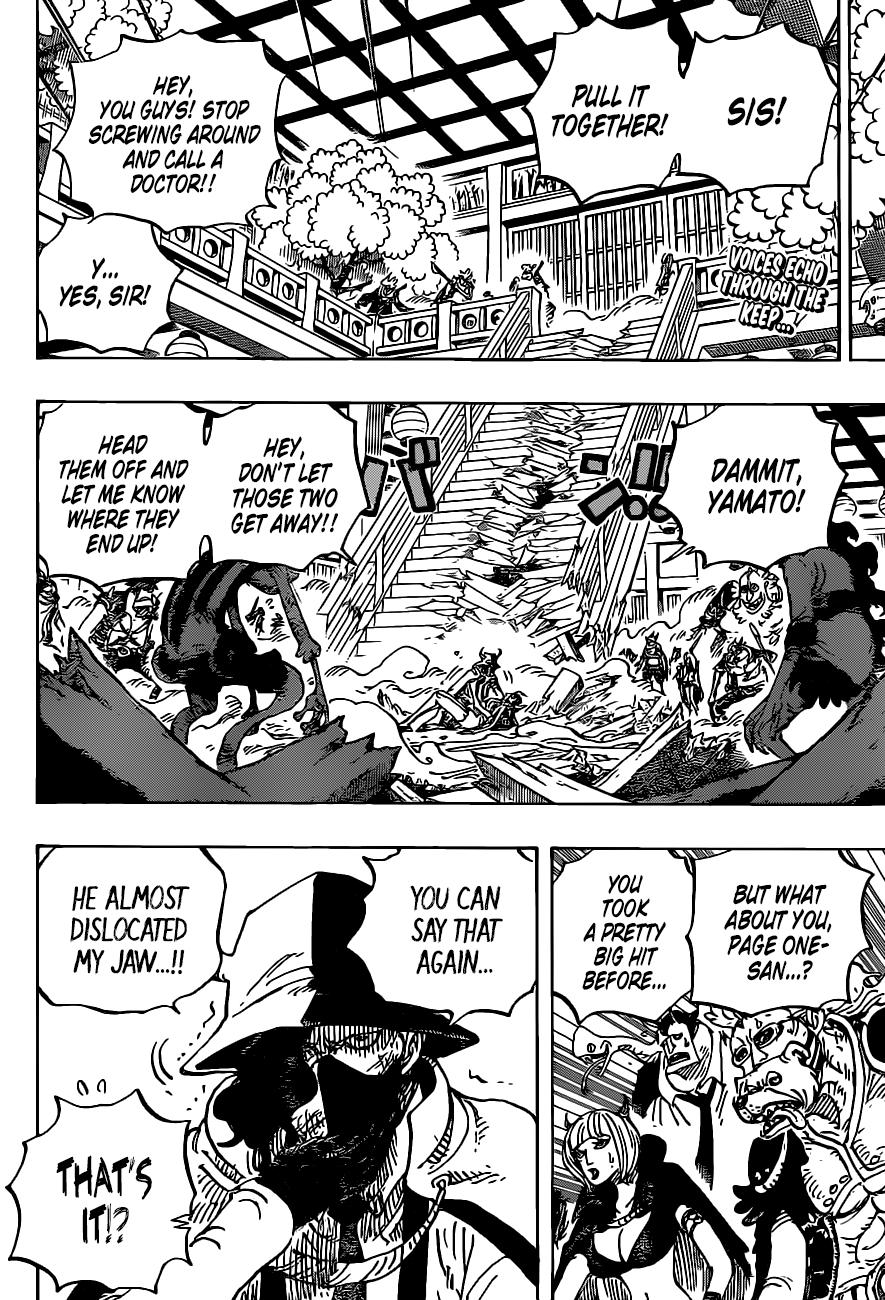 SIS!
PULL IT
TOGETHER!
HEY,
YOU GUYS! STOP
SCREWING AROUND
AND CALL A
DOCTOR!!
Y...
YES, SIR!
VOICES ECHO
THROUGH THE
KEEP...
DAMMIT,
YAMATO!
HEY,
DON'T LET
THOSE TWO
GET AWAY!!
HEAD
THEM OFF AND
LET ME KNOW
WHERE THEY
END UP!
BUT WHAT
ABOUT YOU,
PAGE ONE-
SAN...?
YOU
TOOK
A PRETTY
BIG HIT
BEFORE...
YOU CAN
SAY THAT
AGAIN...
HE ALMOST
DISLOCATED
MY JAW...!!
THAT'S
IT!?